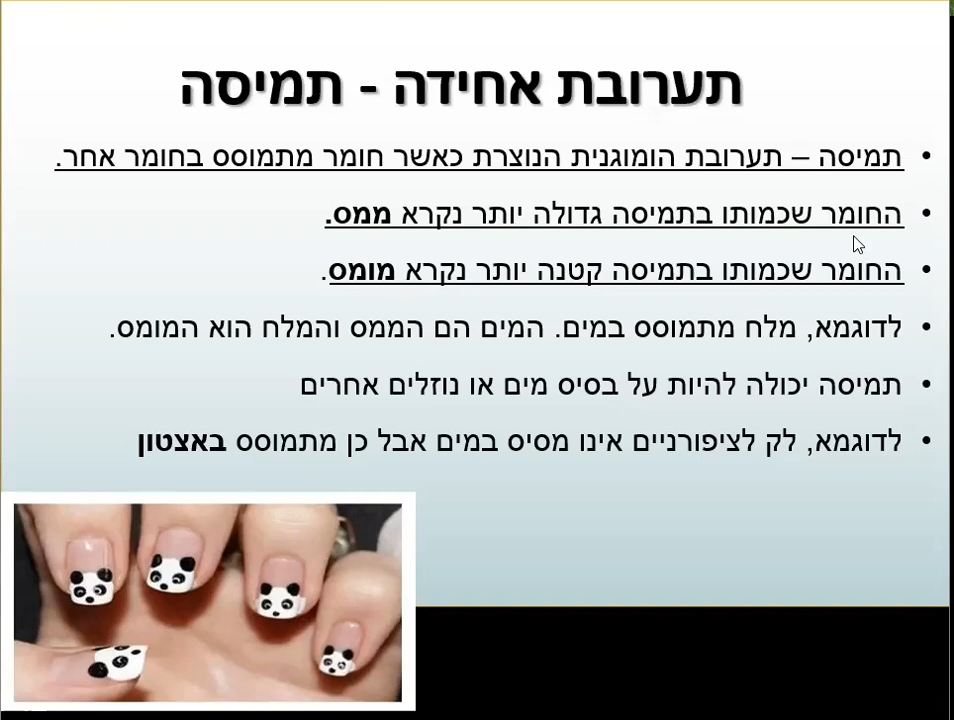 תערובת אחידה - תמיסה
• תמיסה – תערובת הומוגנית הנוצרת כאשר חומר מתמוסס בחומר אחר.
• החומר שכמותו בתמיסה גדולה יותר נקרא ממס.
• החומר שכמותו בתמיסה קטנה יותר נקרא מומס.
• לדוגמא, מלח מתמוסס במים. המים הם הממס והמלח הוא המומס.
• תמיסה יכולה להיות על בסיס מים או נוזלים אחרים
• לדוגמא, לק לציפורניים אינו מסיס במים אבל כן מתמוסס באצטון